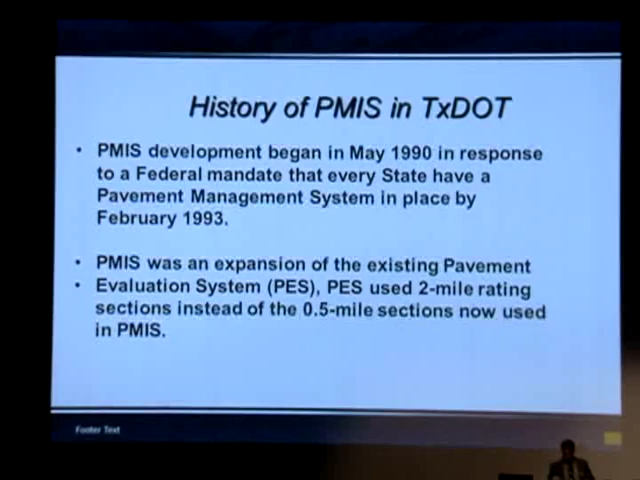 History of PMIS in TxDOT
• PMIS development began in May 1990 in response
to a Federal mandate that every State have a
Pavement Management System in place by
February 1993.
• PMIS was an expansion of the existing Pavement
• Evaluation System (PES), PES used 2-mile rating
sections instead of the 0.5-mile sections now used
in PMIS.
Footer Text